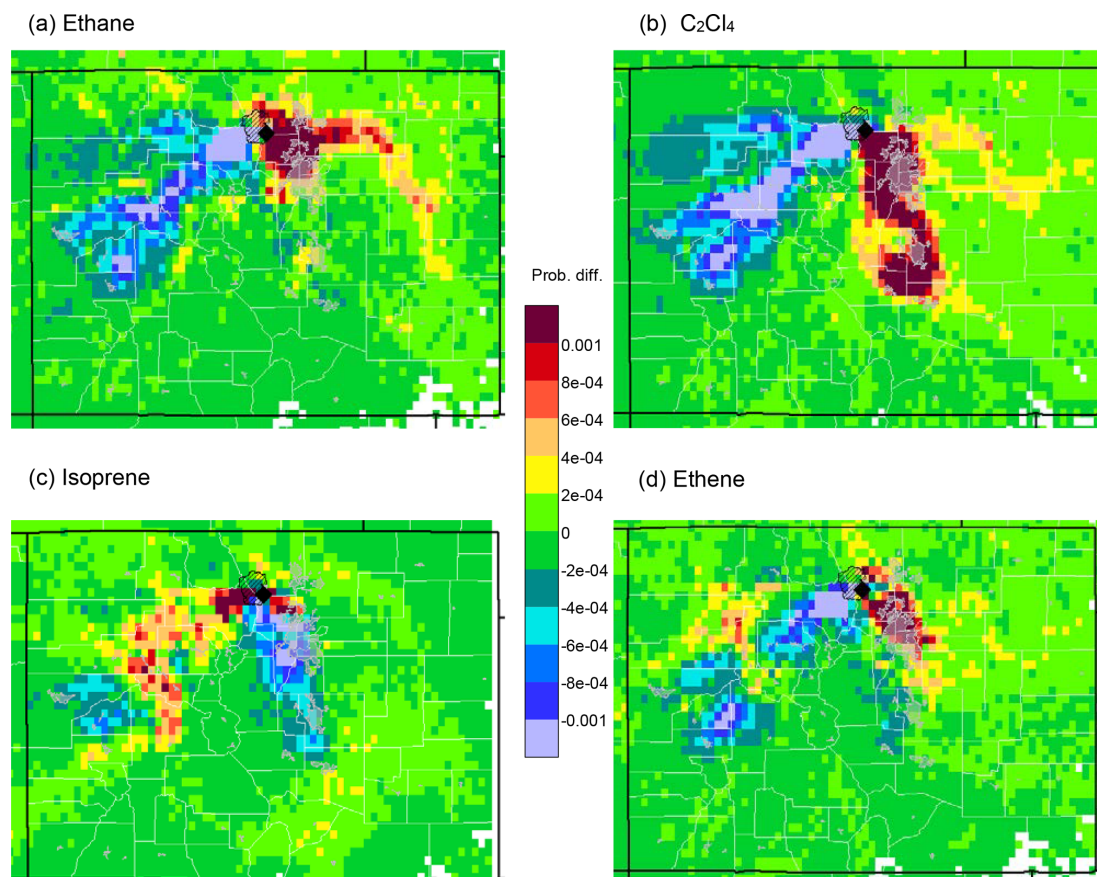 (a) Ethane
(b) C₂Cl₄
Prob. diff.
0.001
8e-04
6e-04
4e-04
2e-04
0
-2e-04
-4e-04
-6e-04
-8e-04
-0.001
(c) Isoprene
(d) Ethene